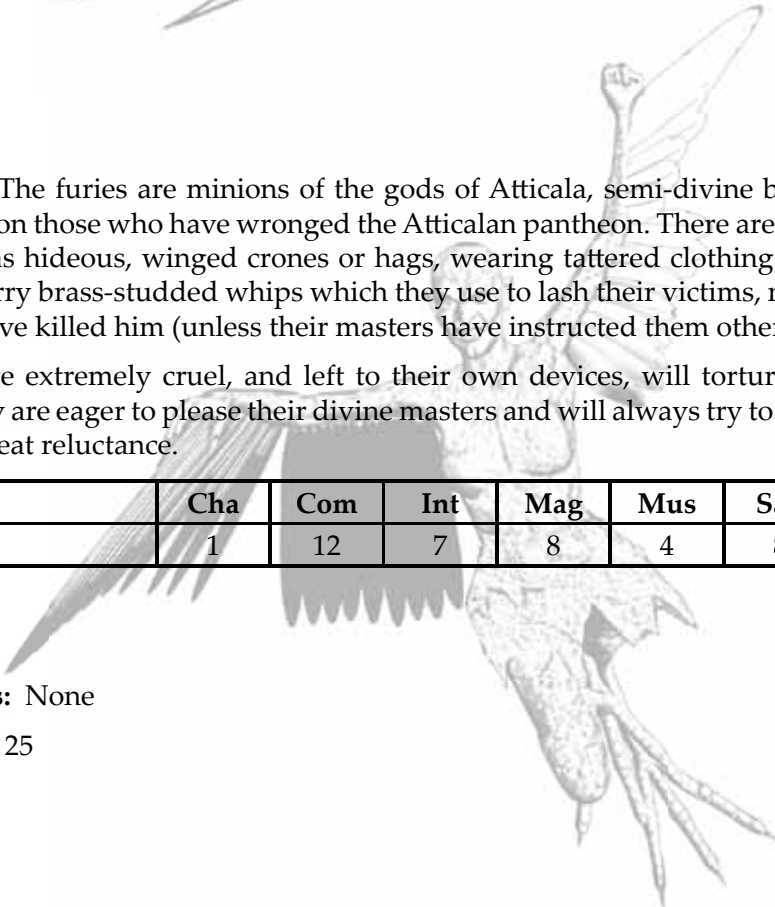 The furies are minions of the gods of Atticala, semi-divine b
on those who have wronged the Atticalan pantheon. There are
s hideous, winged crones or hags, wearing tattered clothing
rry brass-studded whips which they use to lash their victims,
ve killed him (unless their masters have instructed them other
e extremely cruel, and left to their own devices, will tortur
y are eager to please their divine masters and will always try to
eat reluctance.
Cha Com Int Mag Mus
1 12 7 8 4
: None
25